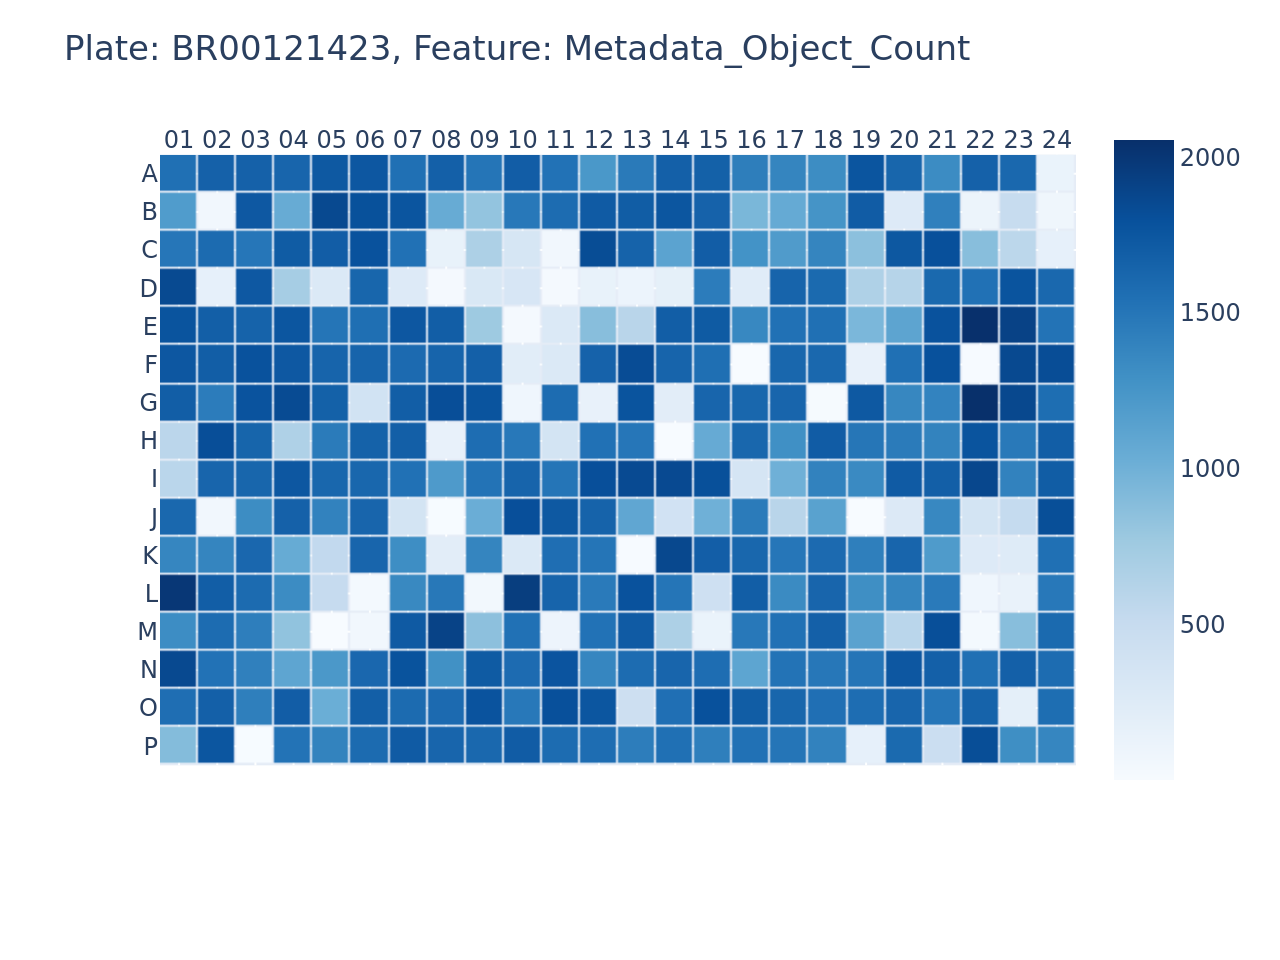 Plate: BR00121423, Feature: Metadata_Object_Count
01 02 03 04 05 06 07 08 09 10 11 12 13 14 15 16 17 18 19 20 21 22 23 24
2000
A
B
C
D
1500
E
F
G
H
1000
I
J
K
L
500
M
N
O
P